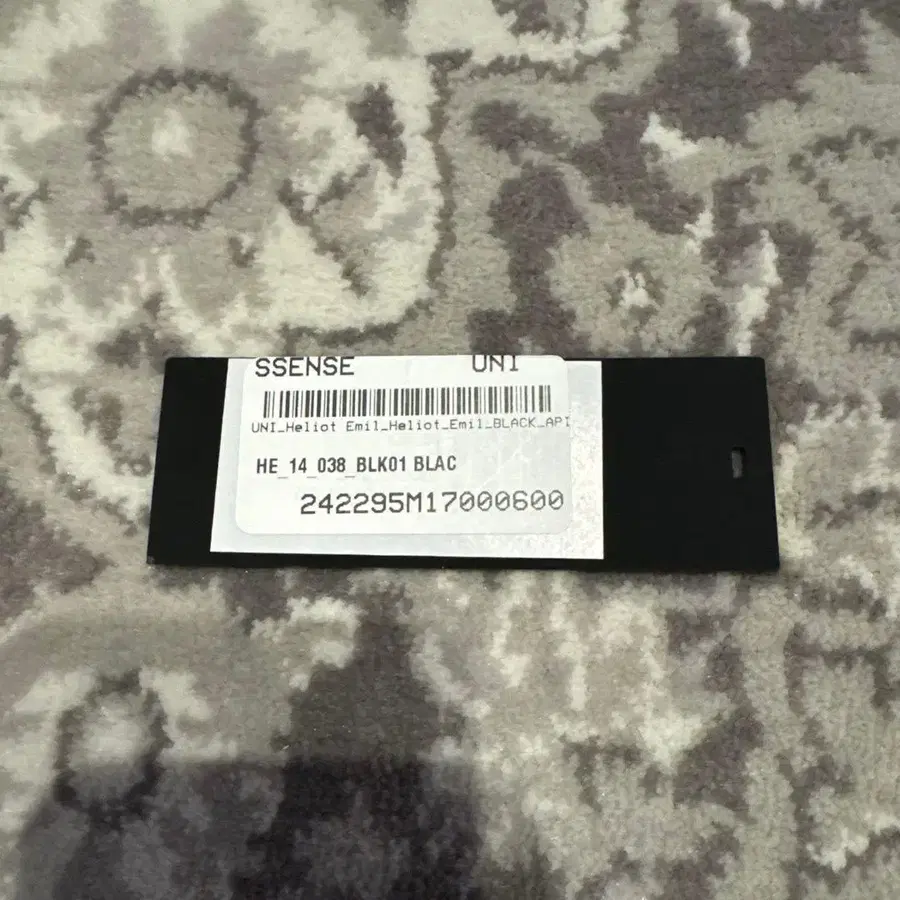 SSENSE UNI
UNI_Heliot Emil_Heliot_Emil_BLACK_API
HE_14_038_BLK01 BLAC
242295M17000600